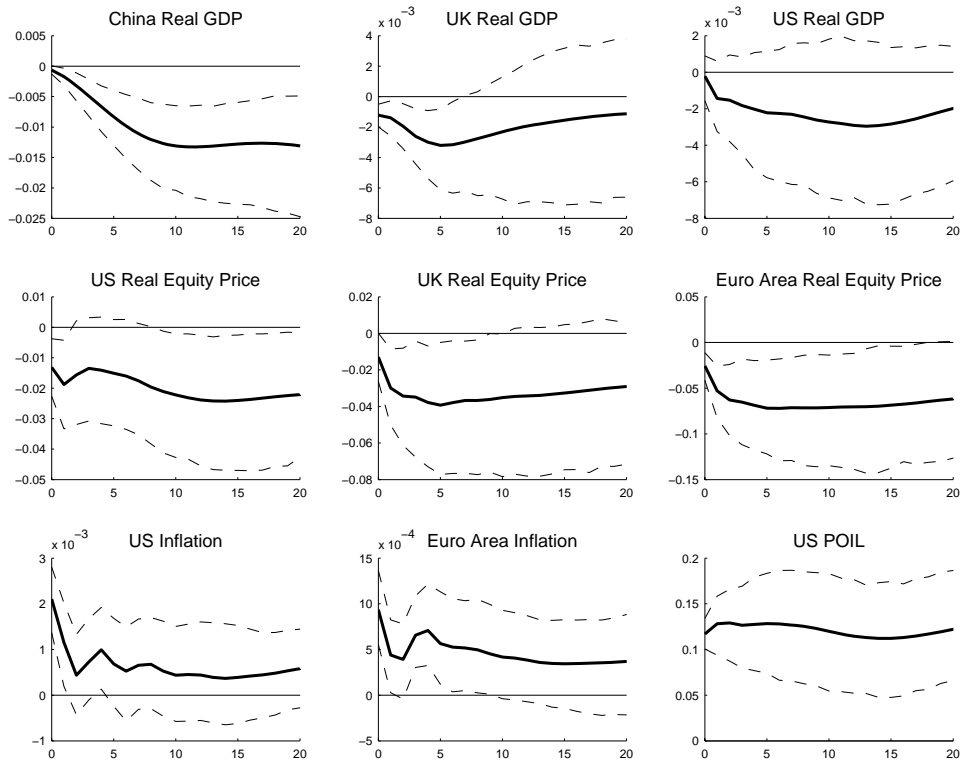 China Real GDP
0.005
0
−0.005
−0.01
−0.015
−0.02
−0.025
0 5 10 15 20
UK Real GDP
x 10−3
4
2
0
−2
−4
−6
−8
0 5 10 15 20
US Real GDP
x 10−3
2
0
−2
−4
−6
−8
0 5 10 15 20
US Real Equity Price
0.01
0
−0.01
−0.02
−0.03
−0.04
−0.05
0 5 10 15 20
UK Real Equity Price
0.02
0
−0.02
−0.04
−0.06
−0.08
0 5 10 15 20
Euro Area Real Equity Price
0.05
0
−0.05
−0.1
−0.15
0 5 10 15 20
US Inflation
x 10−3
3
2
1
0
−1
0 5 10 15 20
Euro Area Inflation
x 10−4
15
10
5
0
−5
0 5 10 15 20
US POIL
0.2
0.15
0.1
0.05
0
0 5 10 15 20